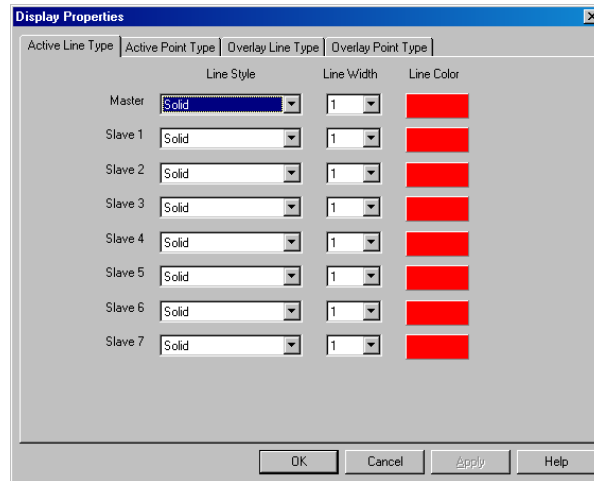 Display Properties
Active Line Type Active Point Type Overlay Line Type Overlay Point Type
Line Style Line Width Line Color
Master Solid 1
Slave 1 Solid 1
Slave 2 Solid 1
Slave 3 Solid 1
Slave 4 Solid 1
Slave 5 Solid 1
Slave 6 Solid 1
Slave 7 Solid 1
OK Cancel Apply Help